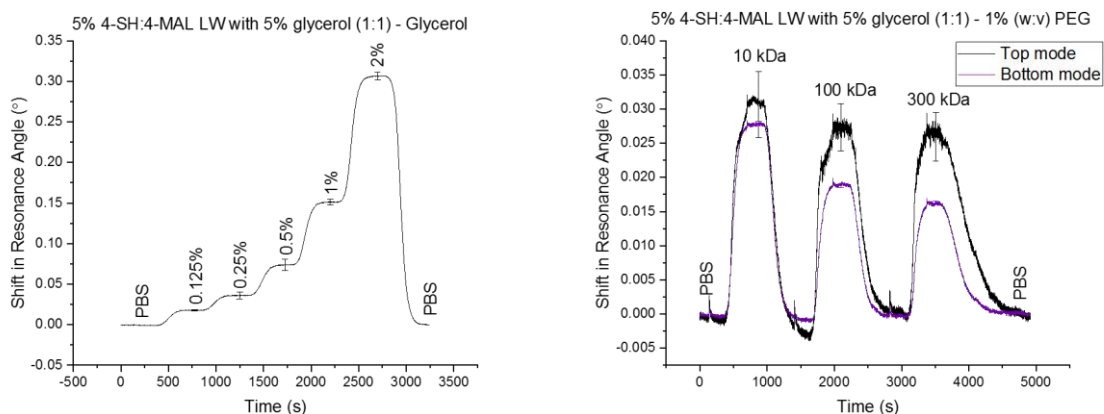 5% 4-SH:4-MAL LW with 5% glycerol (1:1) - Glycerol
Shift in Resonance Angle (°)
0.35
0.30
0.25
0.20
0.15
0.10
0.05
0.00
-0.05
PBS
0.125%
0.25%
0.5%
1%
2%
PBS
-500 0 500 1000 1500 2000 2500 3000 3500
Time (s)
5% 4-SH:4-MAL LW with 5% glycerol (1:1) - 1% (w:v) PEG
Top mode
Bottom mode
Shift in Resonance Angle (°)
0.040
0.035
0.030
0.025
0.020
0.015
0.010
0.005
0.000
-0.005
PBS
10 kDa
100 kDa
300 kDa
PBS
0 1000 2000 3000 4000 5000
Time (s)